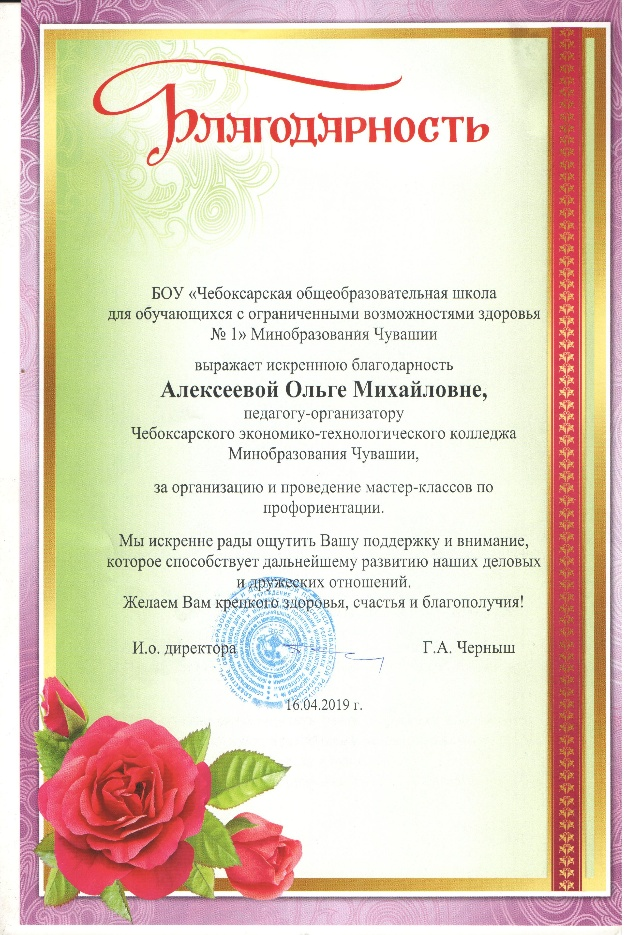 Благодарность
БОУ «Чебоксарская общеобразовательная школа
для обучающихся с ограниченными возможностями здоровья
№ 1» Минобразования Чувашии
выражает искреннюю благодарность
Алексеевой Ольге Михайловне,
педагогу-организатору
Чебоксарского экономико-технологического колледжа
Минобразования Чувашии,
за организацию и проведение мастер-классов по
профориентации.
Мы искренне рады ощутить Вашу поддержку и внимание,
которое способствует дальнейшему развитию наших деловых
и дружеских отношений.
Желаем Вам крепкого здоровья, счастья и благополучия!
И.о. директора Г.А. Черныш
16.04.2019 г.